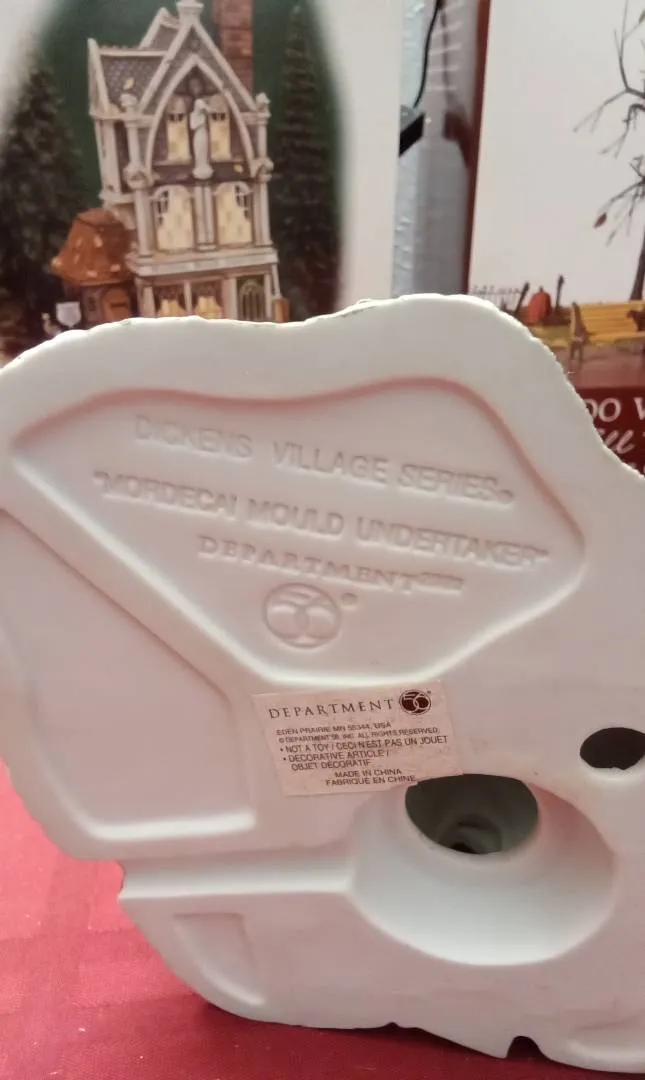 DICKENS VILLAGE SERIES®
"MORDECAI MOULD UNDERTAKER"
DEPARTMENT
56®
DEPARTMENT 56®
EDEN PRAIRIE MN 55344, USA
© DEPARTMENT 56, INC. ALL RIGHTS RESERVED.
• NOT A TOY / CECI N'EST PAS UN JOUET
• DECORATIVE ARTICLE /
OBJET DÉCORATIF
MADE IN CHINA
FABRIQUÉ EN CHINE